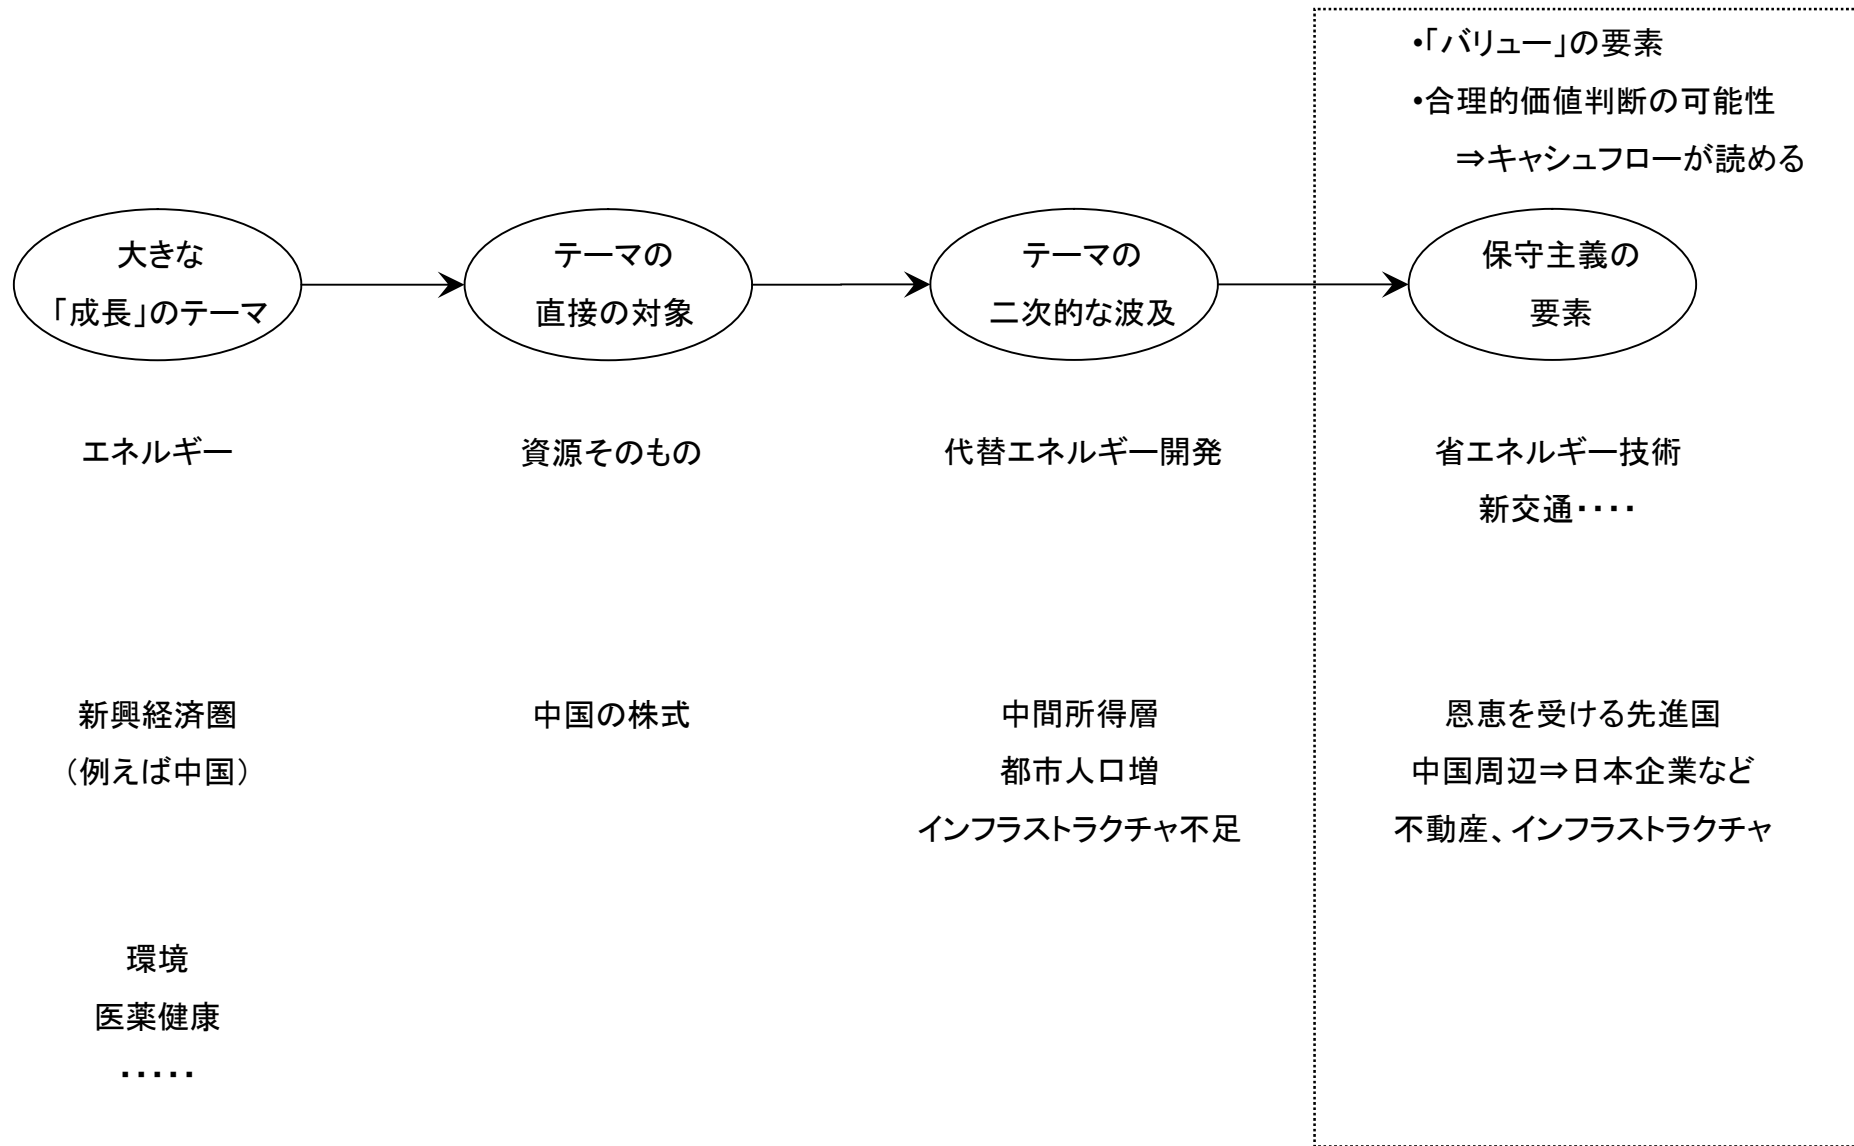 •「バリュー」の要素
•合理的価値判断の可能性
⇒キャシュフローが読める
大きな
「成長」のテーマ
テーマの
直接の対象
テーマの
二次的な波及
保守主義の
要素
エネルギー
資源そのもの
代替エネルギー開発
省エネルギー技術
新交通････
新興経済圏
（例えば中国）
中国の株式
中間所得層
都市人口増
インフラストラクチャ不足
恩恵を受ける先進国
中国周辺⇒日本企業など
不動産、インフラストラクチャ
環境
医薬健康
･････